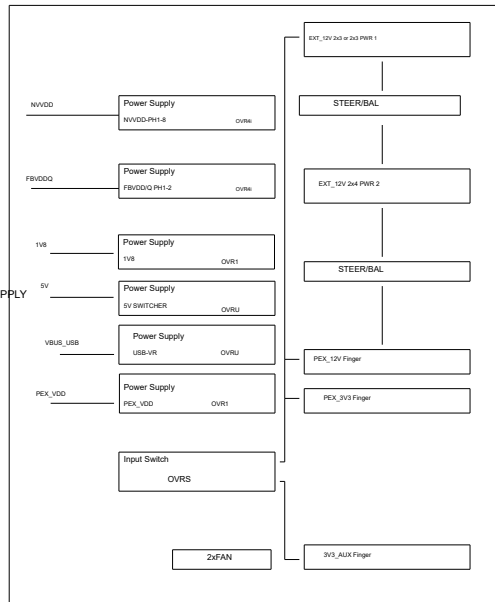 EXT_12V 2x3 or 2x3 PWR 1
NVVDD
Power Supply
NVVDD-PH1-8 OVR4i
STEER/BAL
FBVDDQ
Power Supply
FBVDD/Q PH1-2 OVR4i
EXT_12V 2x4 PWR 2
1V8
Power Supply
1V8 OVR1
STEER/BAL
PPLY
5V
Power Supply
5V SWITCHER OVRU
VBUS_USB
Power Supply
USB-VR OVRU
PEX_12V Finger
PEX_VDD
Power Supply
PEX_VDD OVR1
PEX_3V3 Finger
Input Switch
OVRS
2xFAN
3V3_AUX Finger